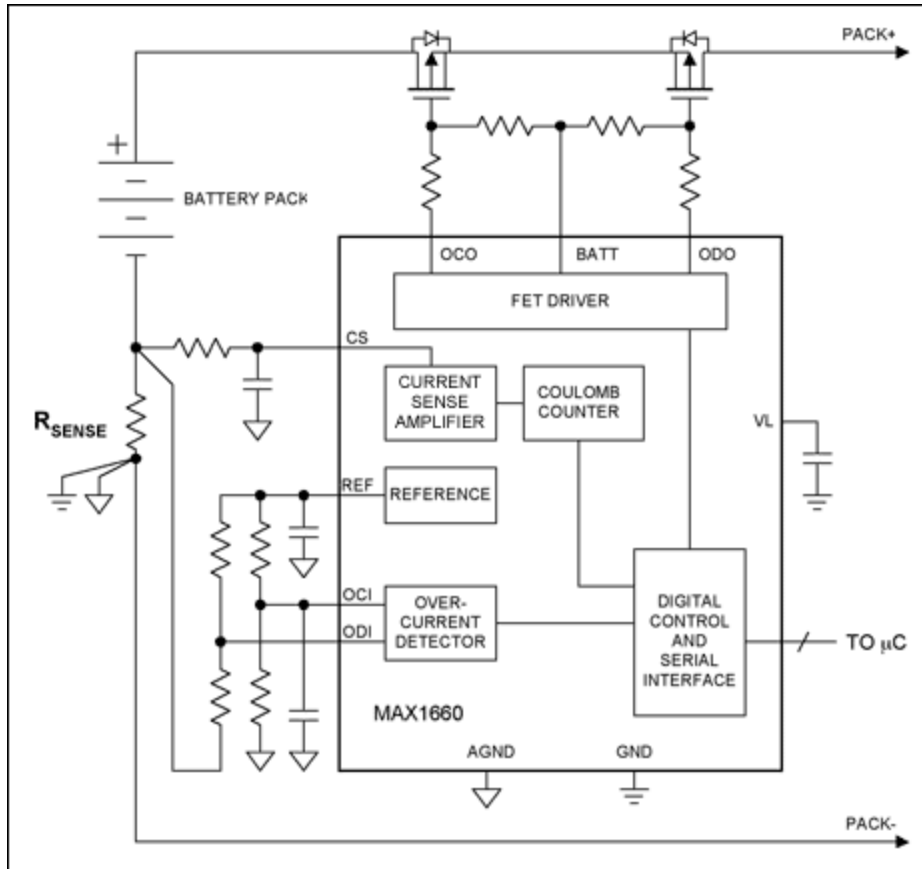 PACK+
+
BATTERY PACK
OCO
BATT
ODO
FET DRIVER
CS
CURRENT
SENSE
AMPLIFIER
COULOMB
COUNTER
VL
RSENSE
REF
REFERENCE
OCI
ODI
OVER-
CURRENT
DETECTOR
DIGITAL
CONTROL
AND
SERIAL
INTERFACE
TO μC
MAX1660
AGND
GND
PACK-